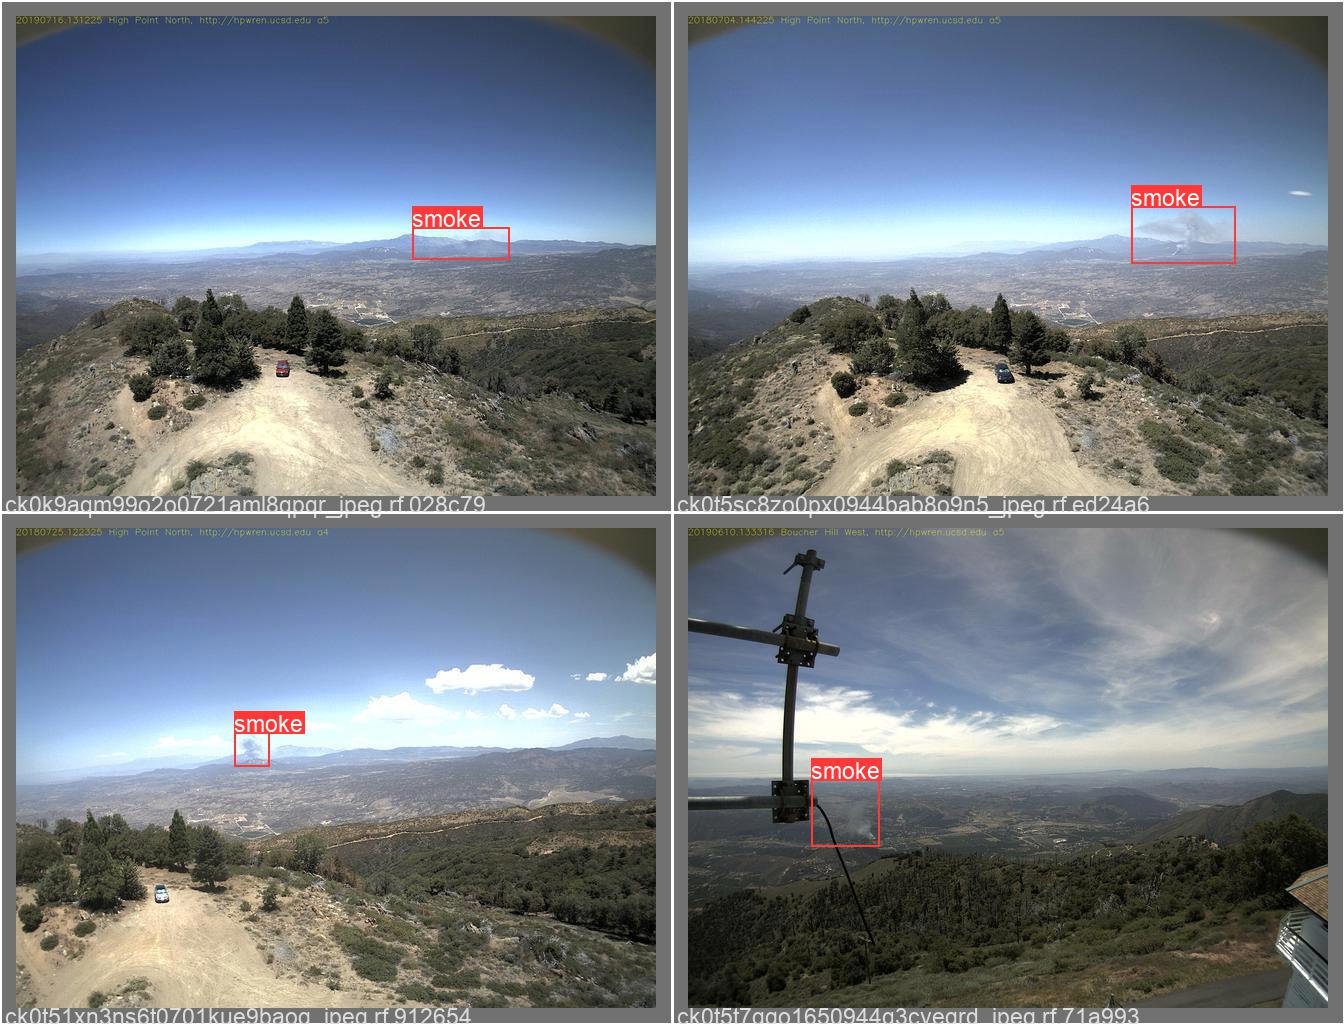 20190716.131225 High Point North, http://hpwren.ucsd.edu a5
smoke
ck0k9aqm99o2o0721aml8qpqr_jpeg.rf.028c79
20180704.144225 High Point North, http://hpwren.ucsd.edu a5
smoke
ck0t5sc8zo0px0944bab8o9n5_jpeg.rf.ed24a6
20180725.122325 High Point North, http://hpwren.ucsd.edu a4
smoke
ck0t51xn3ns6t0701kue9baog_jpeg.rf.912654
20190610.133316 Boucher Hill West, http://hpwren.ucsd.edu a5
smoke
ck0t5t7ggo1650944g3cvegrd_jpeg.rf.71a993